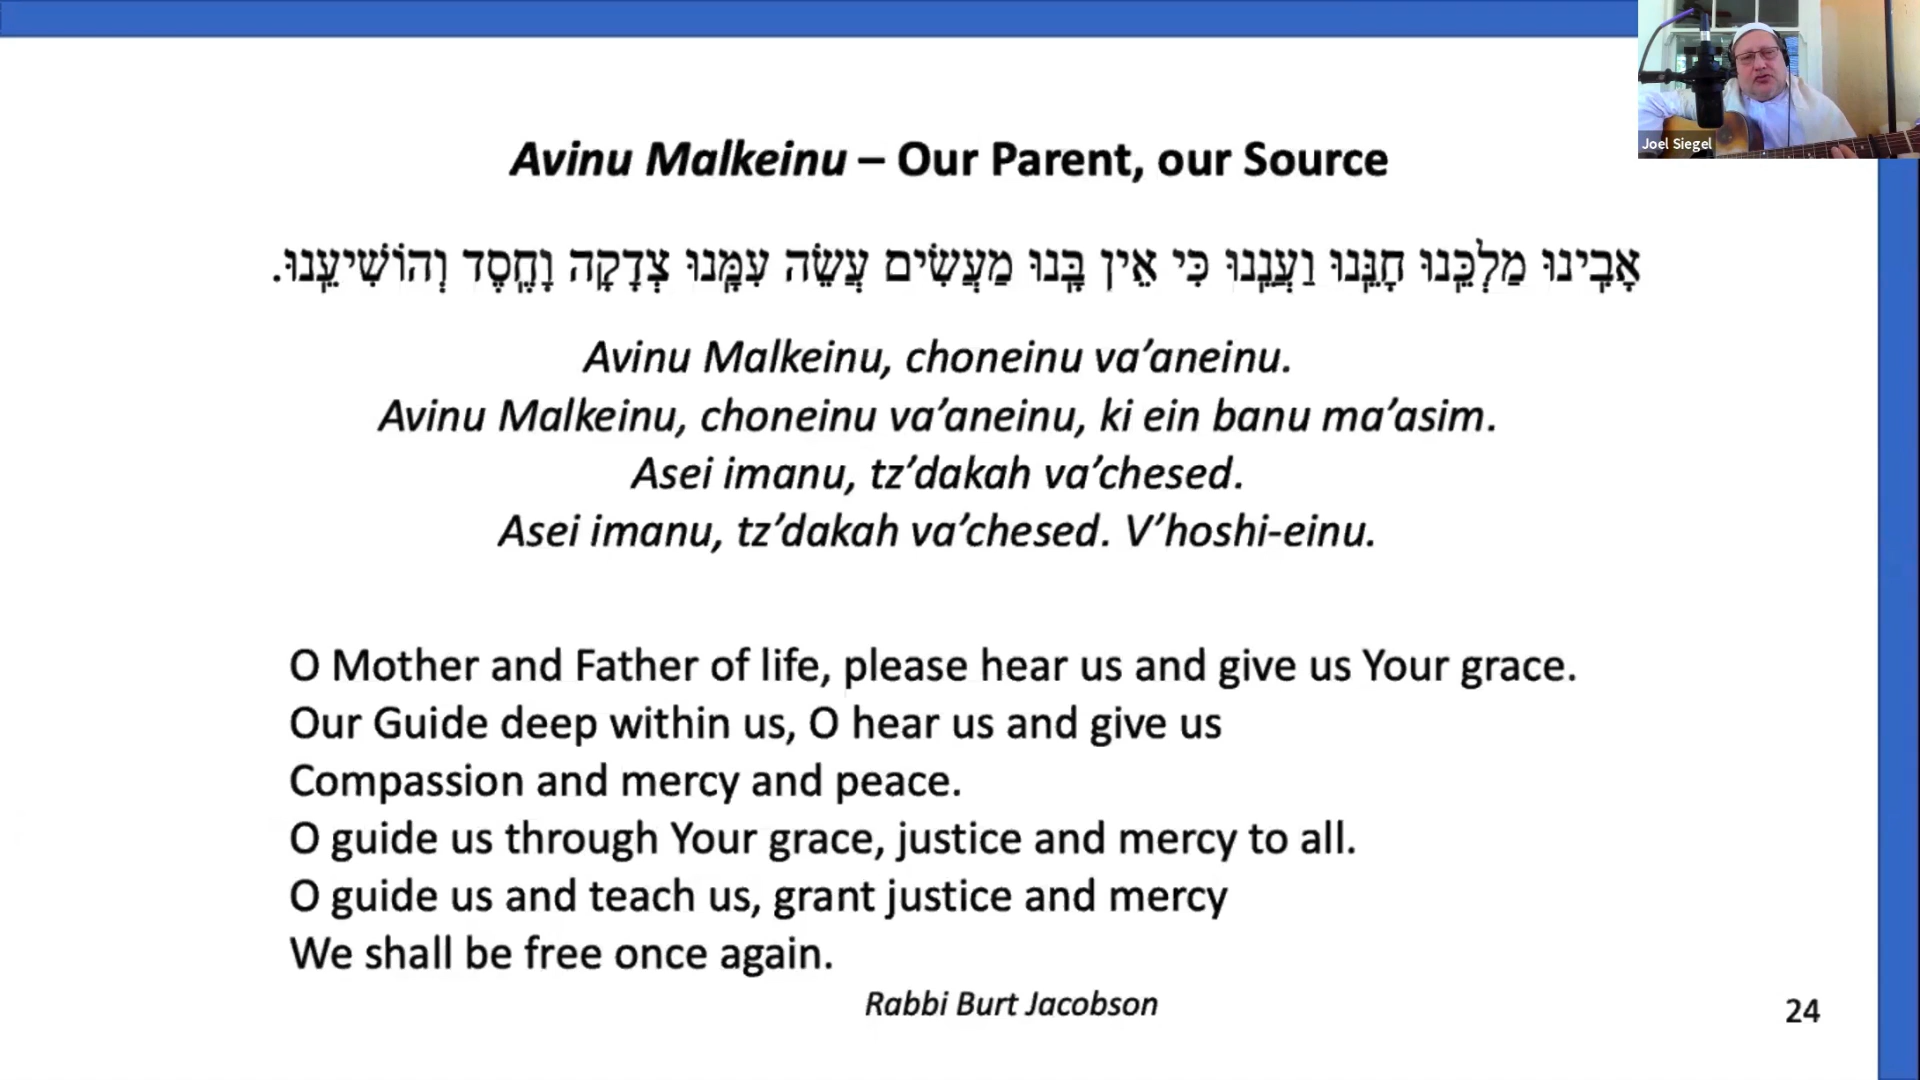 Joel Siegel
Avinu Malkeinu – Our Parent, our Source
אָבִינוּ מַלְכֵּנוּ חָנֵּנוּ וַעֲנֵנוּ כִּי אֵין בָּנוּ מַעֲשִׂים עֲשֵׂה עִמָּנוּ צְדָקָה וָחֶסֶד וְהוֹשִׁיעֵנוּ.
Avinu Malkeinu, choneinu va’aneinu.
Avinu Malkeinu, choneinu va’aneinu, ki ein banu ma’asim.
Asei imanu, tz’dakah va’chesed.
Asei imanu, tz’dakah va’chesed. V’hoshi-einu.
O Mother and Father of life, please hear us and give us Your grace.
Our Guide deep within us, O hear us and give us
Compassion and mercy and peace.
O guide us through Your grace, justice and mercy to all.
O guide us and teach us, grant justice and mercy
We shall be free once again.
Rabbi Burt Jacobson
24